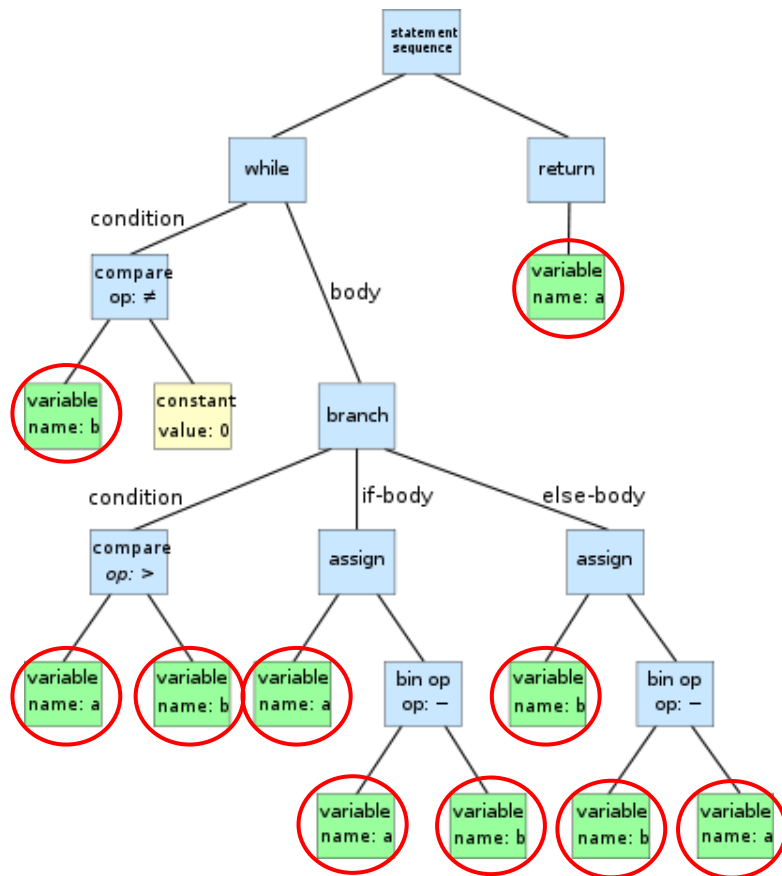 statement
sequence
while
return
condition
compare
op: ≠
body
variable
name: a
variable
name: b
constant
value: 0
branch
condition
if-body
else-body
compare
op: >
assign
assign
variable
name: a
variable
name: b
variable
name: a
bin op
op: −
variable
name: b
bin op
op: −
variable
name: a
variable
name: b
variable
name: b
variable
name: a